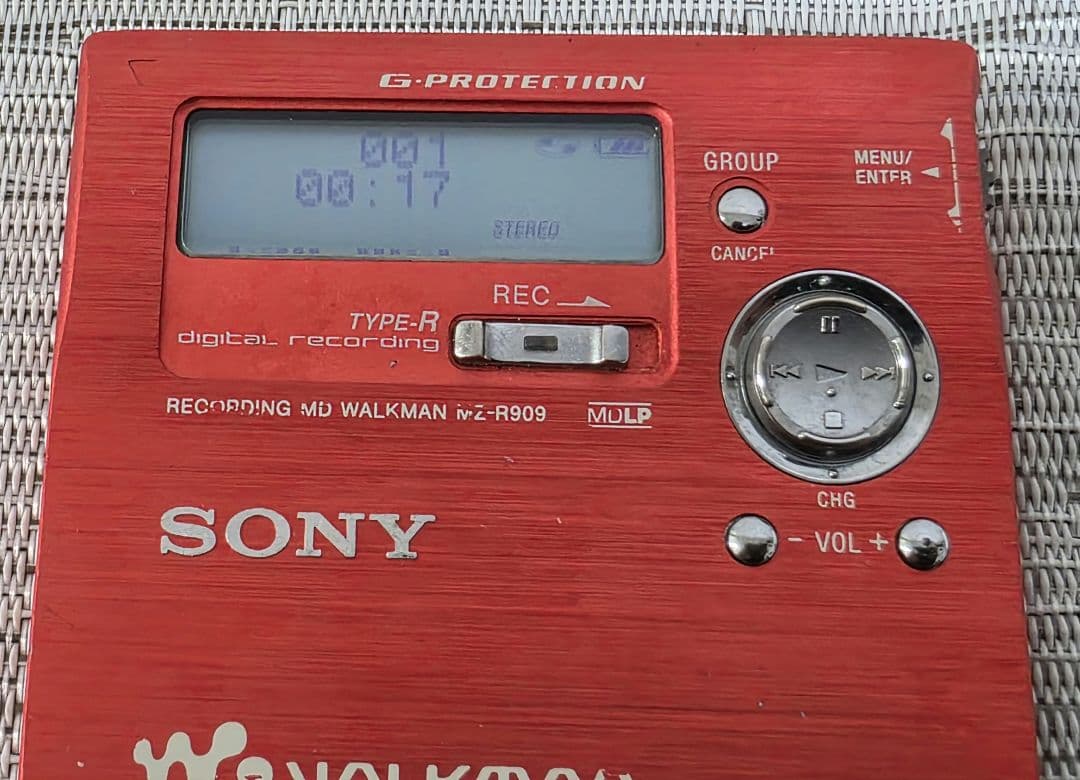 G-PROTECTION
001
00:17
STEREO
GROUP
MENU/
ENTER
CANCEL
REC
TYPE-R
digital recording
RECORDING MD WALKMAN MZ-R909
MDLP
CHG
- VOL +
SONY
WALKMAN